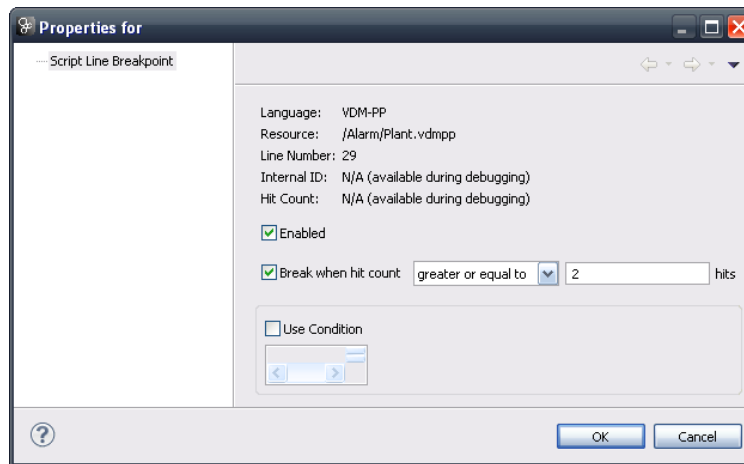 Properties for
Script Line Breakpoint
Language: VDM-PP
Resource: /Alarm/Plant.vdmpp
Line Number: 29
Internal ID: N/A (available during debugging)
Hit Count: N/A (available during debugging)
Enabled
Break when hit count greater or equal to 2 hits
Use Condition
?
OK Cancel